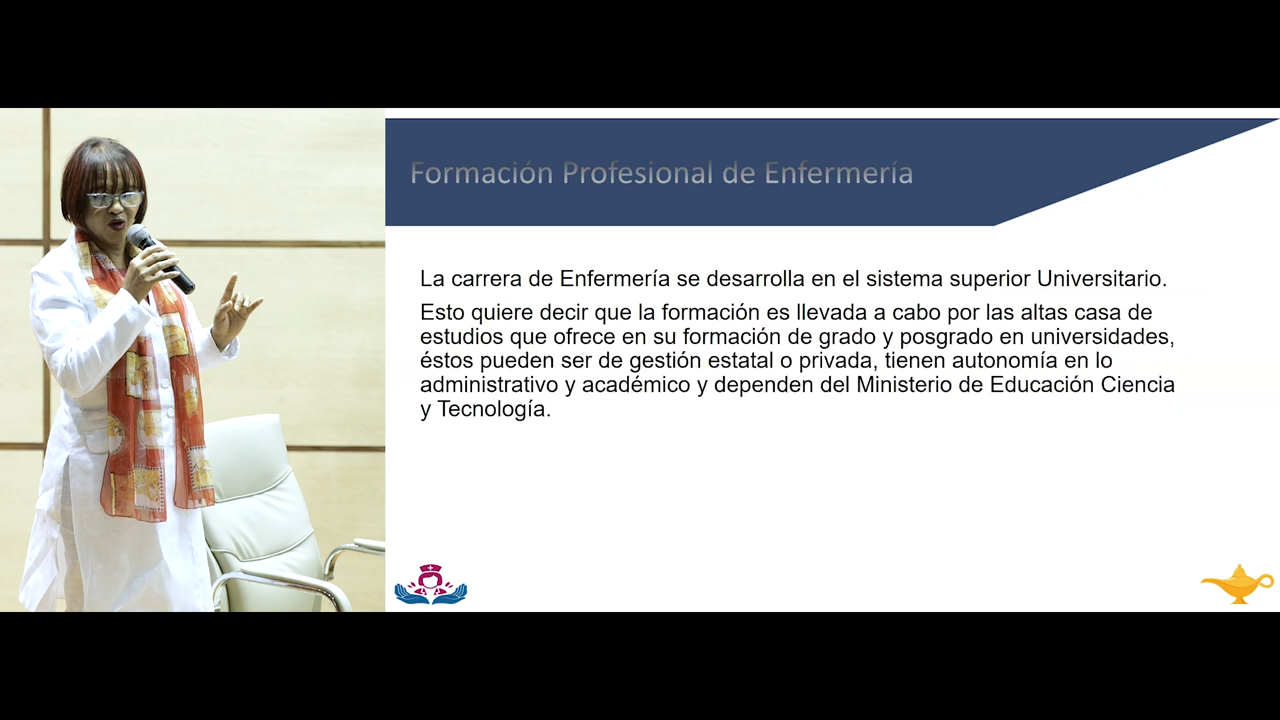 Formación Profesional de Enfermería
La carrera de Enfermería se desarrolla en el sistema superior Universitario.
Esto quiere decir que la formación es llevada a cabo por las altas casa de
estudios que ofrece en su formación de grado y posgrado en universidades,
éstos pueden ser de gestión estatal o privada, tienen autonomía en lo
administrativo y académico y dependen del Ministerio de Educación Ciencia
y Tecnología.